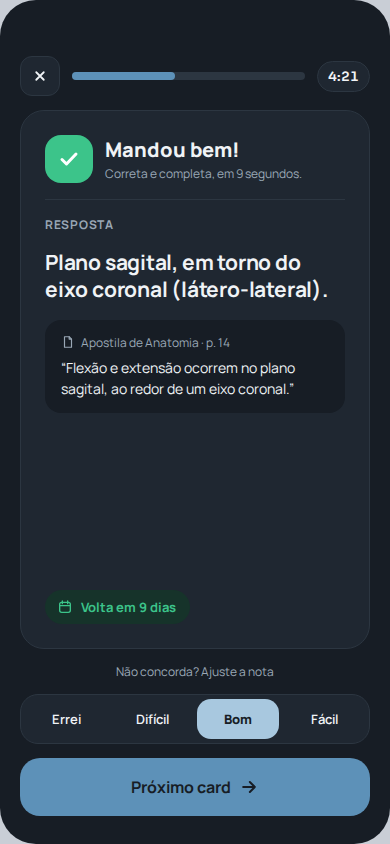 4:21
Mandou bem!
Correta e completa, em 9 segundos.
RESPOSTA
Plano sagital, em torno do
eixo coronal (látero-lateral).
Apostila de Anatomia · p. 14
“Flexão e extensão ocorrem no plano
sagital, ao redor de um eixo coronal.”
Volta em 9 dias
Não concorda? Ajuste a nota
Errei Difícil Bom Fácil
Próximo card →